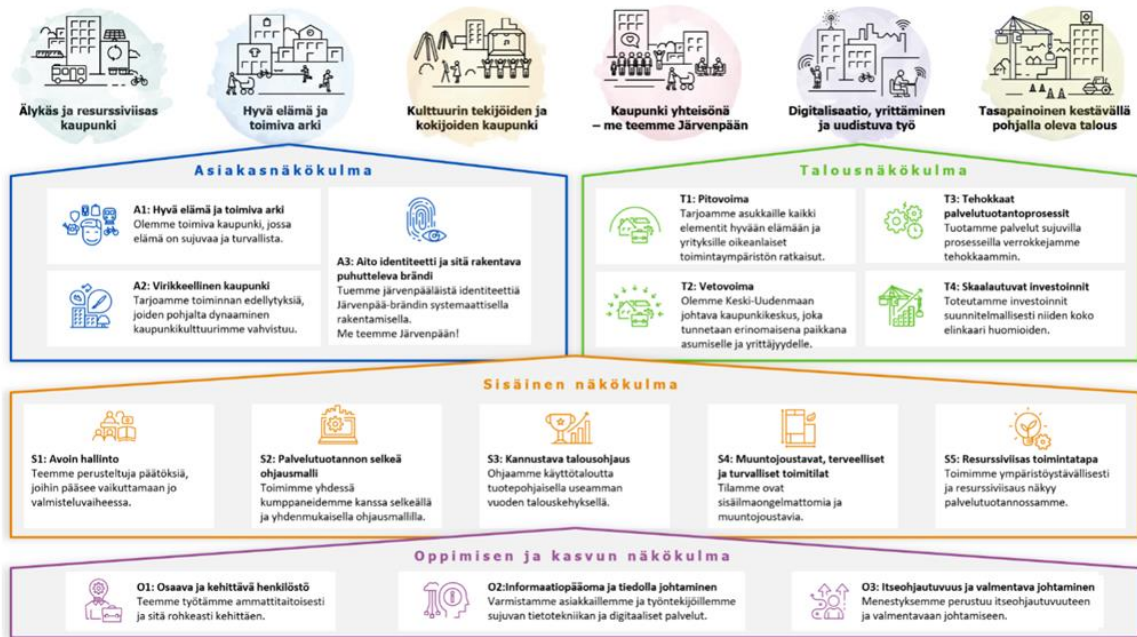 Älykäs ja resurssiviisas
kaupunki
Hyvä elämä ja
toimiva arki
Kulttuurin tekijöiden ja
kokijoiden kaupunki
Kaupunki yhteisönä
– me teemme Järvenpään
Digitalisaatio, yrittäminen
ja uudistuva työ
Tasapainoinen kestävällä
pohjalla oleva talous
Asiakasnäkökulma
A1: Hyvä elämä ja toimiva arki
Olemme toimiva kaupunki, jossa
elämä on sujuvaa ja turvallista.
A2: Virikkeellinen kaupunki
Tarjoamme toiminnan edellytyksiä,
joiden pohjalta dynaaminen
kaupunkikulttuurimme vahvistuu.
A3: Aito identiteetti ja sitä rakentava
puhutteleva brändi
Tuemme järvenpääläistä identiteettiä
Järvenpää-brändin systemaattisella
rakentamisella.
Me teemme Järvenpään!
Talousnäkökulma
T1: Pitovoima
Tarjoamme asukkaille kaikki
elementit hyvään elämään ja
yrityksille oikeanlaiset
toimintaympäristön ratkaisut.
T2: Vetovoima
Olemme Keski-Uudenmaan
johtava kaupunkikeskus, joka
tunnetaan erinomaisena paikkana
asumiselle ja yrittäjyydelle.
T3: Tehokkaat
palvelutuotantoprosessit
Tuotamme palvelut sujuvilla
prosesseilla verrokkejamme
tehokkaammin.
T4: Skaalautuvat investoinnit
Toteutamme investoinnit
suunnitelmallisesti niiden koko
elinkaari huomioiden.
Sisäinen näkökulma
S1: Avoin hallinto
Teemme perusteltuja päätöksiä,
joihin pääsee vaikuttamaan jo
valmisteluvaiheessa.
S2: Palvelutuotannon selkeä
ohjausmalli
Toimimme yhdessä
kumppaneidemme kanssa selkeällä
ja yhdenmukaisella ohjausmallilla.
S3: Kannustava talousohjaus
Ohjaamme käyttötaloutta
tuotepohjaisella useamman
vuoden talouskehyksellä.
S4: Muuntojoustavat, terveelliset
ja turvalliset toimitilat
Tilamme ovat
sisäilmaongelmattomia ja
muuntojoustavia.
S5: Resurssiviisas toimintatapa
Toimimme ympäristöystävällisesti
ja resurssiviisaus näkyy
palvelutuotannossamme.
Oppimisen ja kasvun näkökulma
O1: Osaava ja kehittävä henkilöstö
Teemme työtämme ammattitaitoisesti
ja sitä rohkeasti kehittäen.
O2:Informaatiopääoma ja tiedolla johtaminen
Varmistamme asiakkaillemme ja työntekijöillemme
sujuvan tietotekniikan ja digitaaliset palvelut.
O3: Itseohjautuvuus ja valmentava johtaminen
Menestyksemme perustuu itseohjautuvuuteen
ja valmentavaan johtamiseen.